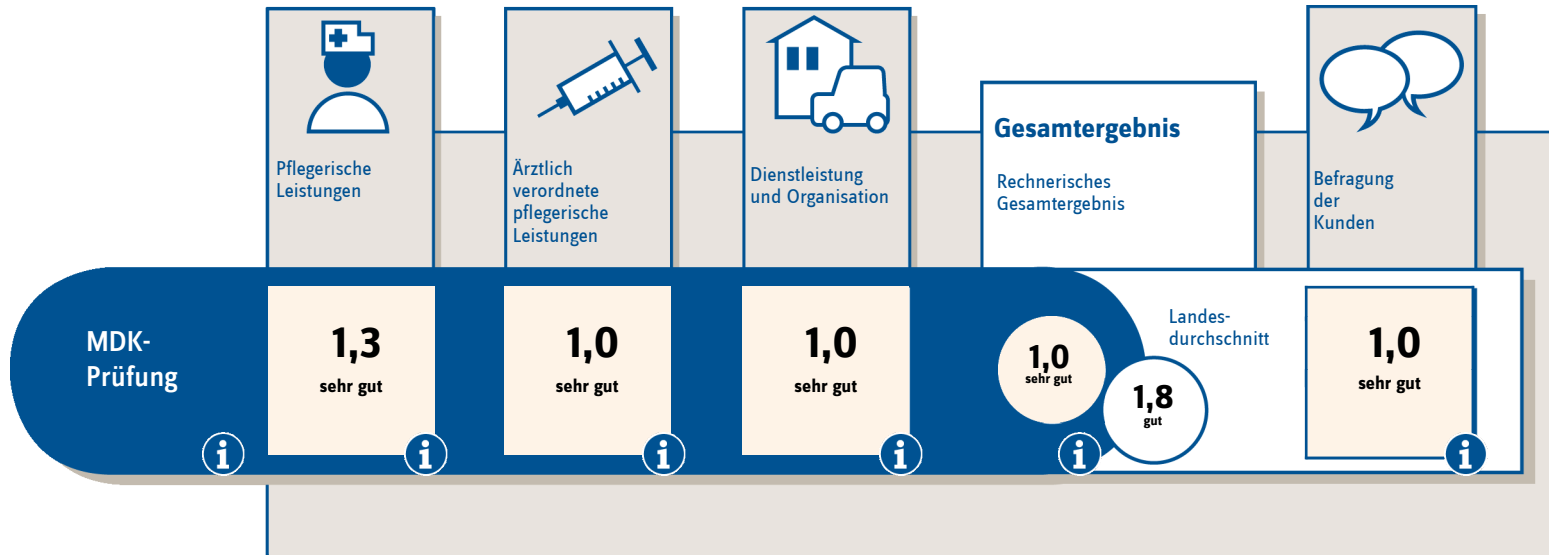 Pflegerische
Leistungen
Ärztlich
verordnete
pflegerische
Leistungen
Dienstleistung
und Organisation
Gesamtergebnis
Rechnerisches
Gesamtergebnis
Befragung
der
Kunden
MDK-
Prüfung
1,3
sehr gut
1,0
sehr gut
1,0
sehr gut
1,0
sehr gut
Landes-
durchschnitt
1,8
gut
1,0
sehr gut
i
i
i
i
i
i